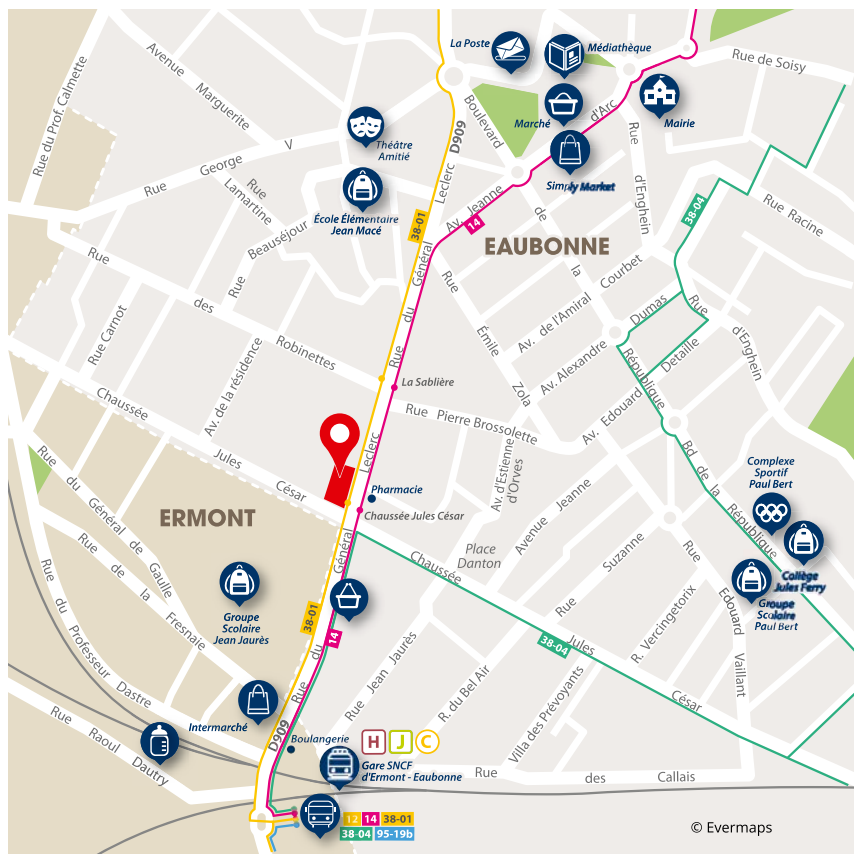 La Poste
Médiathèque
Rue de Soisy
Avenue Marguerite
Rue du Prof. Calmette
Boulevard
d'Arc
Marché
Mairie
D909
Théâtre
Amitié
Rue George V
Rue
Lamartine
Simply Market
Rue
d'Enghein
École Élémentaire
Jean Macé
Leclerc
Av. Jeanne
14
38-01
38-04
Rue Racine
EAUBONNE
de
la
Beauséjour
Rue
Rue des Robinettes
Général
du
Rue
Rue
Émile
Zola
Av. de l'Amiral Courbet
Dumas
Av. Alexandre
République
Detaille
Rue
d'Enghein
Rue Carnot
Av. de la résidence
La Sablière
Chaussée Jules César
Rue Pierre Brossolette
Av. Edouard
Leclerc
Av. d'Estienne
d'Orves
Bd de la République
Complexe
Sportif
Paul Bert
Pharmacie
Chaussée Jules César
ERMONT
Rue du Général de Gaulle
Rue de la Fresnaie
Avenue Jeanne
Place
Danton
Général
Chaussée
Suzanne
Rue
Rue
Edouard
Vaillant
Collège
Jules Ferry
Groupe
Scolaire
Paul Bert
Groupe
Scolaire
Jean Jaurès
38-01
14
du
Rue
38-04
Jules
César
R. Vercingetorix
Rue Jean Jaurès
R. du Bel Air
Villa des Prévoyants
Rue du Professeur Dastre
Intermarché
D909
Rue Raoul Dautry
Boulangerie
H J C
Gare SNCF
d'Ermont - Eaubonne
Rue des Callais
12 14 38-01
38-04 95-19b
© Evermaps